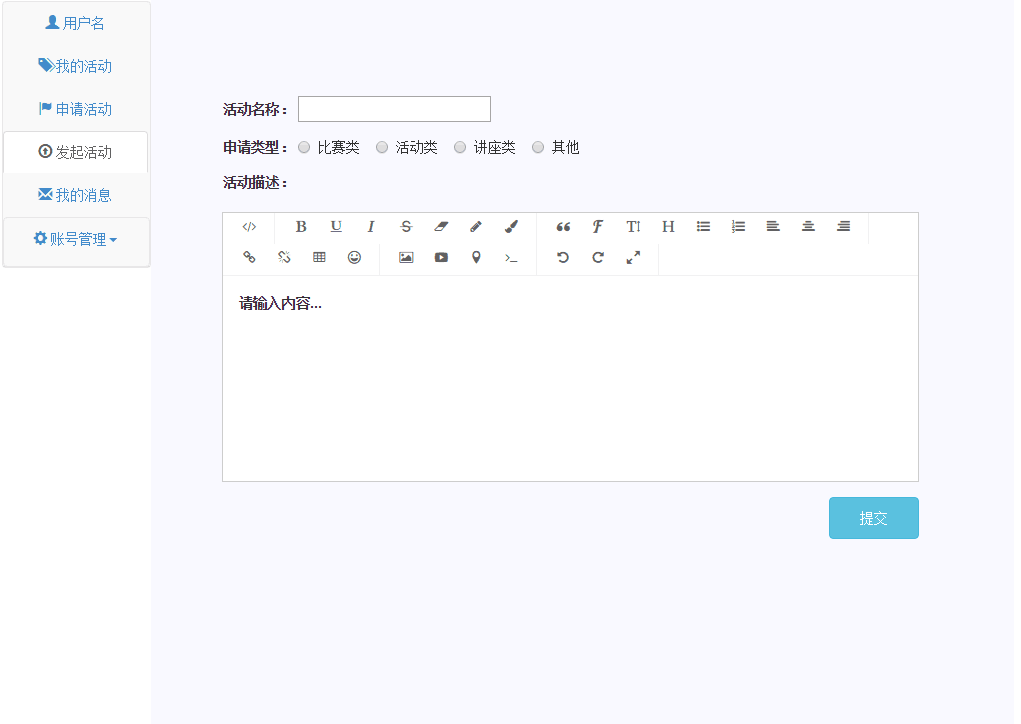 用户名
我的活动
申请活动
发起活动
我的消息
账号管理
活动名称：
申请类型： 比赛类 活动类 讲座类 其他
活动描述：
请输入内容...
提交